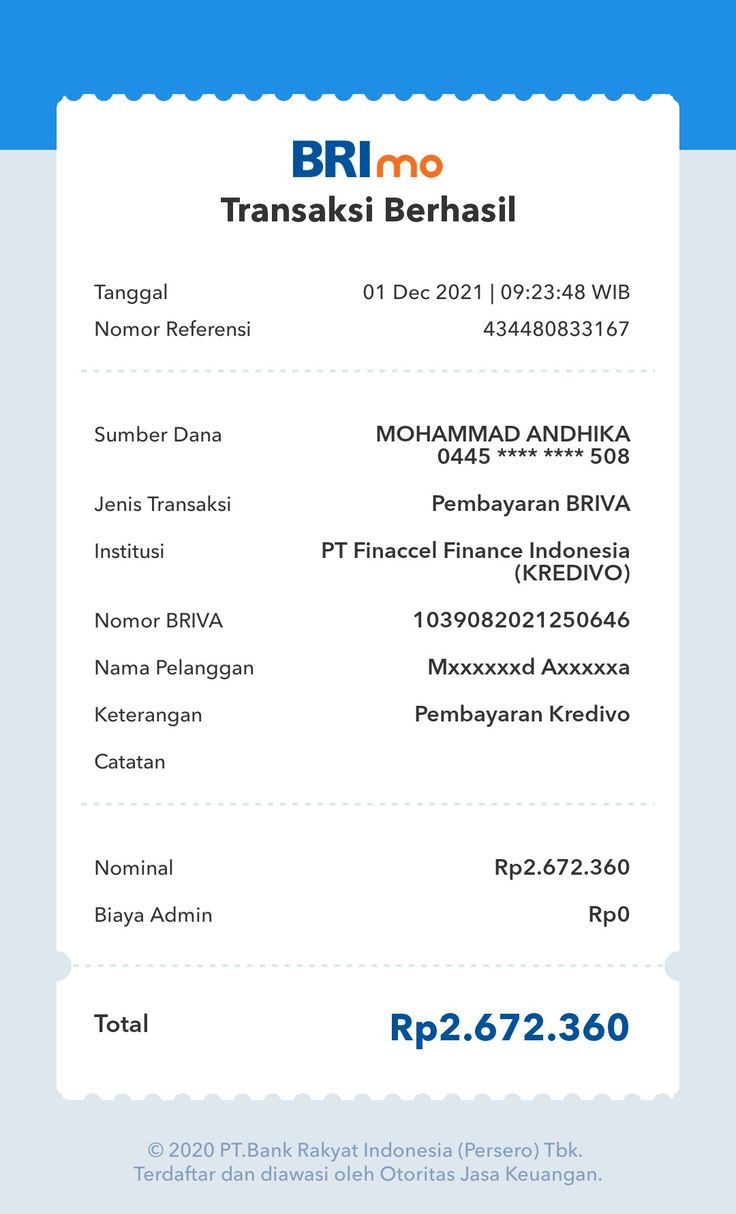 BRImo
Transaksi Berhasil
Tanggal 01 Dec 2021 | 09:23:48 WIB
Nomor Referensi 434480833167
Sumber Dana MOHAMMAD ANDHIKA
0445 **** **** 508
Jenis Transaksi Pembayaran BRIVA
Institusi PT Finaccel Finance Indonesia
(KREDIVO)
Nomor BRIVA 1039082021250646
Nama Pelanggan Mxxxxxxd Axxxxxa
Keterangan Pembayaran Kredivo
Catatan
Nominal Rp2.672.360
Biaya Admin Rp0
Total Rp2.672.360
© 2020 PT.Bank Rakyat Indonesia (Persero) Tbk.
Terdaftar dan diawasi oleh Otoritas Jasa Keuangan.